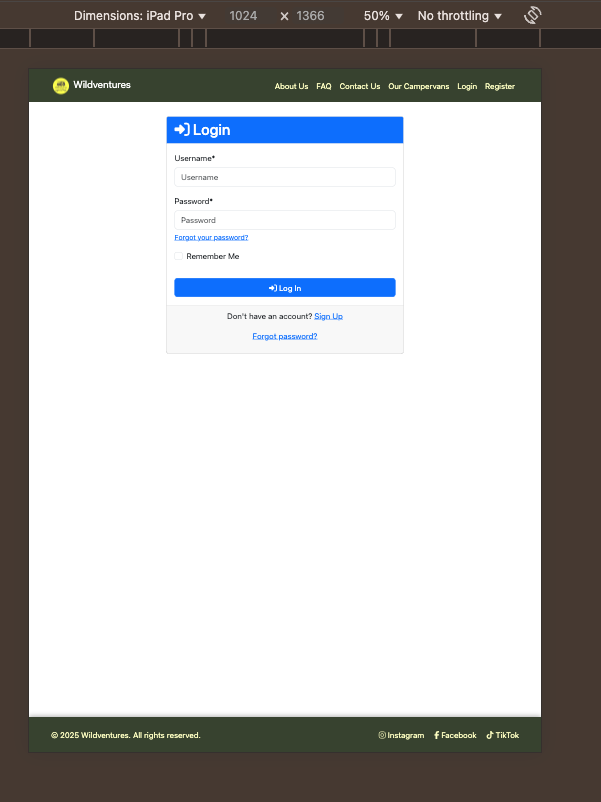 Dimensions: iPad Pro ▼ 1024 × 1366 50% ▼ No throttling ▼
Wildventures About Us FAQ Contact Us Our Campervans Login Register
Login
Username*
Username
Password*
Password
Forgot your password?
Remember Me
Log In
Don't have an account? Sign Up
Forgot password?
© 2025 Wildventures. All rights reserved. Instagram Facebook TikTok